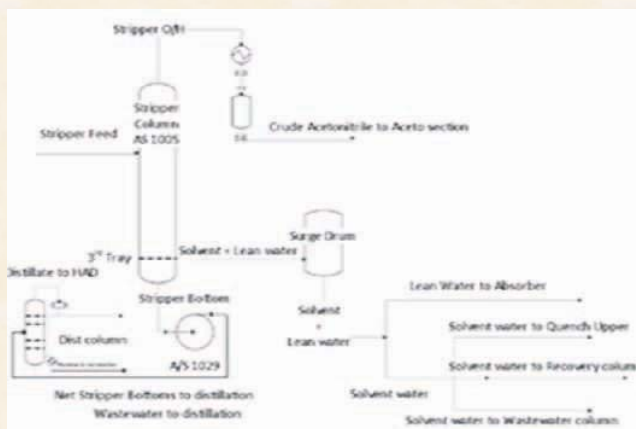 Stripper O/H
Stripper
Column
AS 1005
Stripper Feed
Crude Acetonitrile to Aceto section
3rd Tray
Solvent + Lean water
Surge Drum
Distillate to HAD
Stripper Bottom
Dist column
A/S 1029
Solvent
+
Lean water
Lean Water to Absorber
Solvent water to Quench Upper
Solvent water to Recovery colum
Solvent water
Solvent water to Wastewater column
Net Stripper Bottoms to distillation
Wastewater to distillation